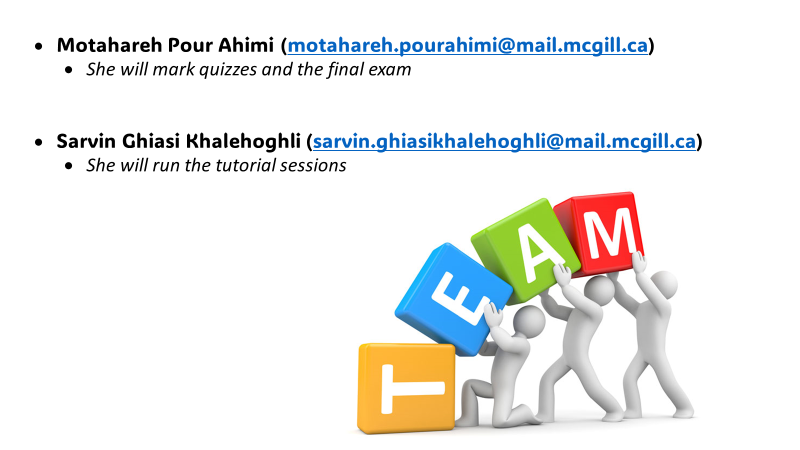 • Motahareh Pour Ahimi (motahareh.pourahimi@mail.mcgill.ca)
• She will mark quizzes and the final exam
• Sarvin Ghiasi Khalehoghli (sarvin.ghiasikhalehoghli@mail.mcgill.ca)
• She will run the tutorial sessions
TEAM